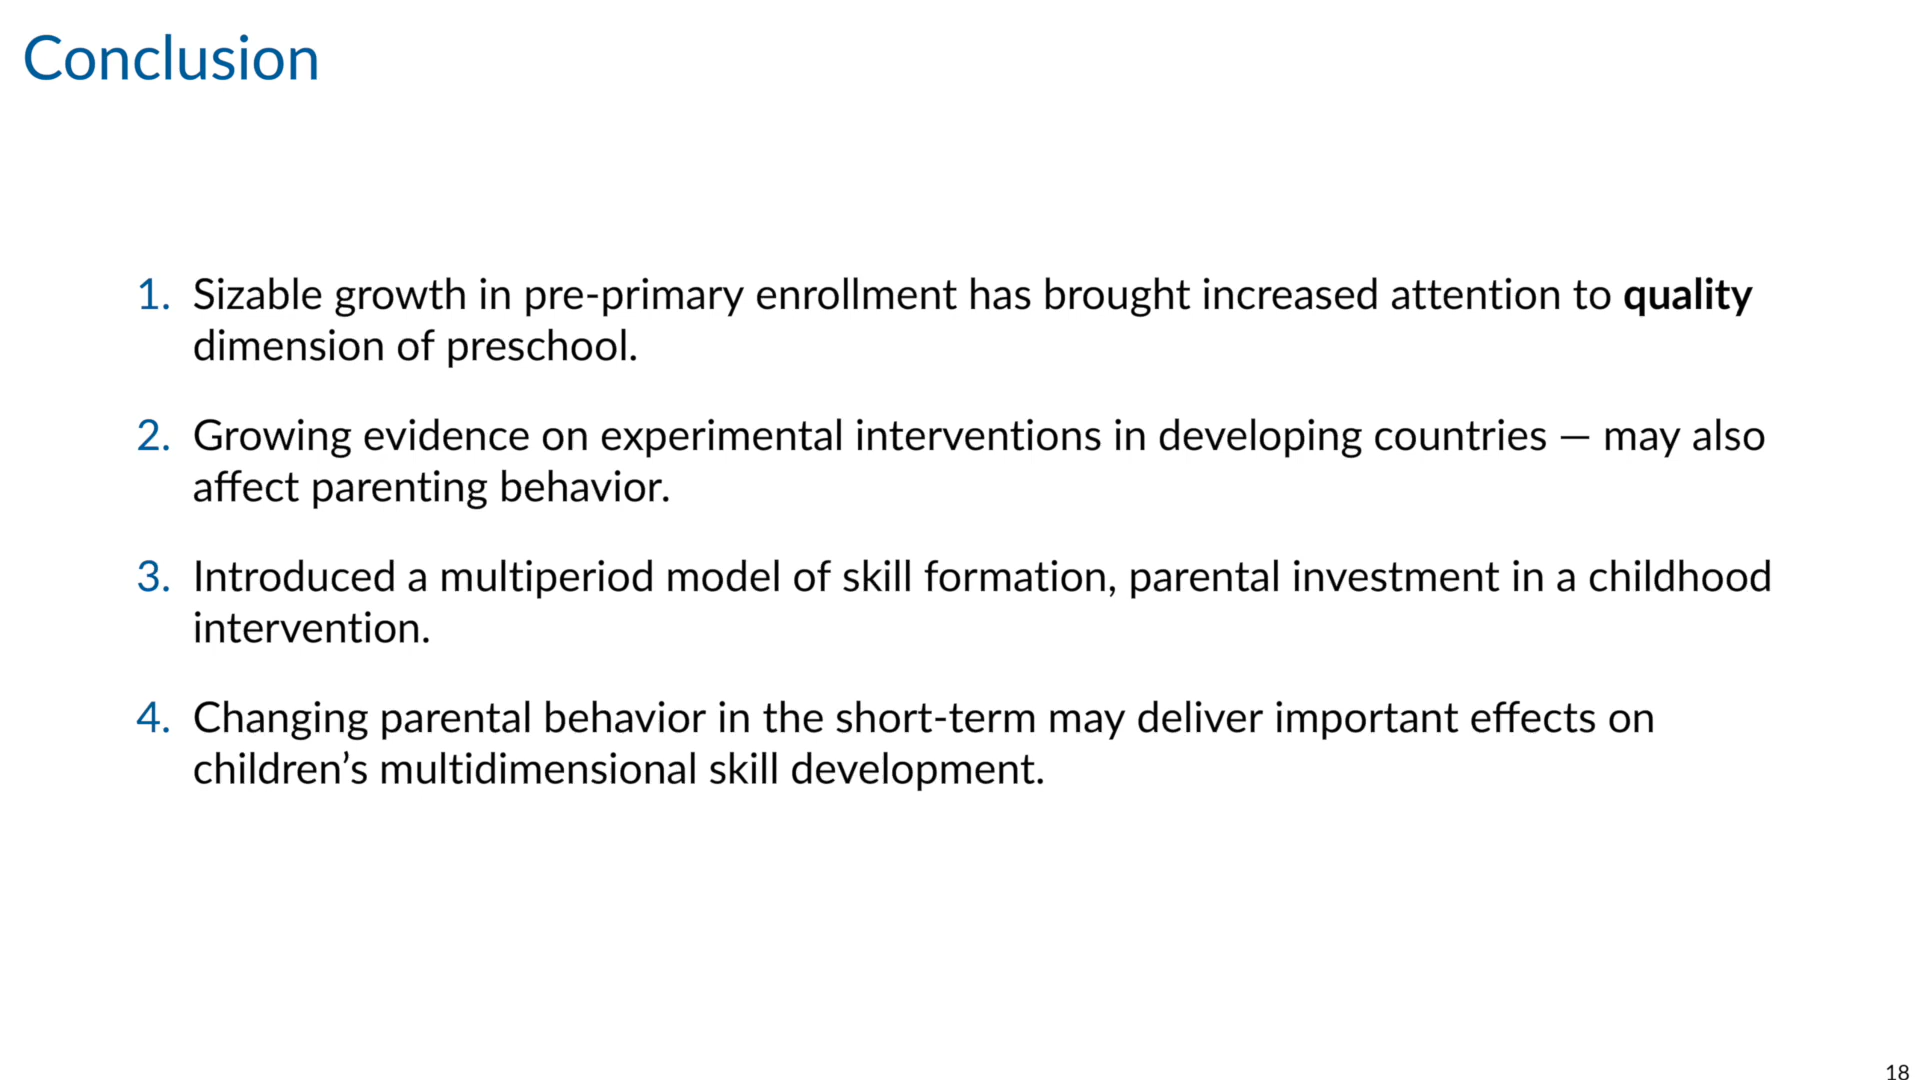 Conclusion
1. Sizable growth in pre-primary enrollment has brought increased attention to quality
dimension of preschool.
2. Growing evidence on experimental interventions in developing countries — may also
affect parenting behavior.
3. Introduced a multiperiod model of skill formation, parental investment in a childhood
intervention.
4. Changing parental behavior in the short-term may deliver important effects on
children’s multidimensional skill development.
18